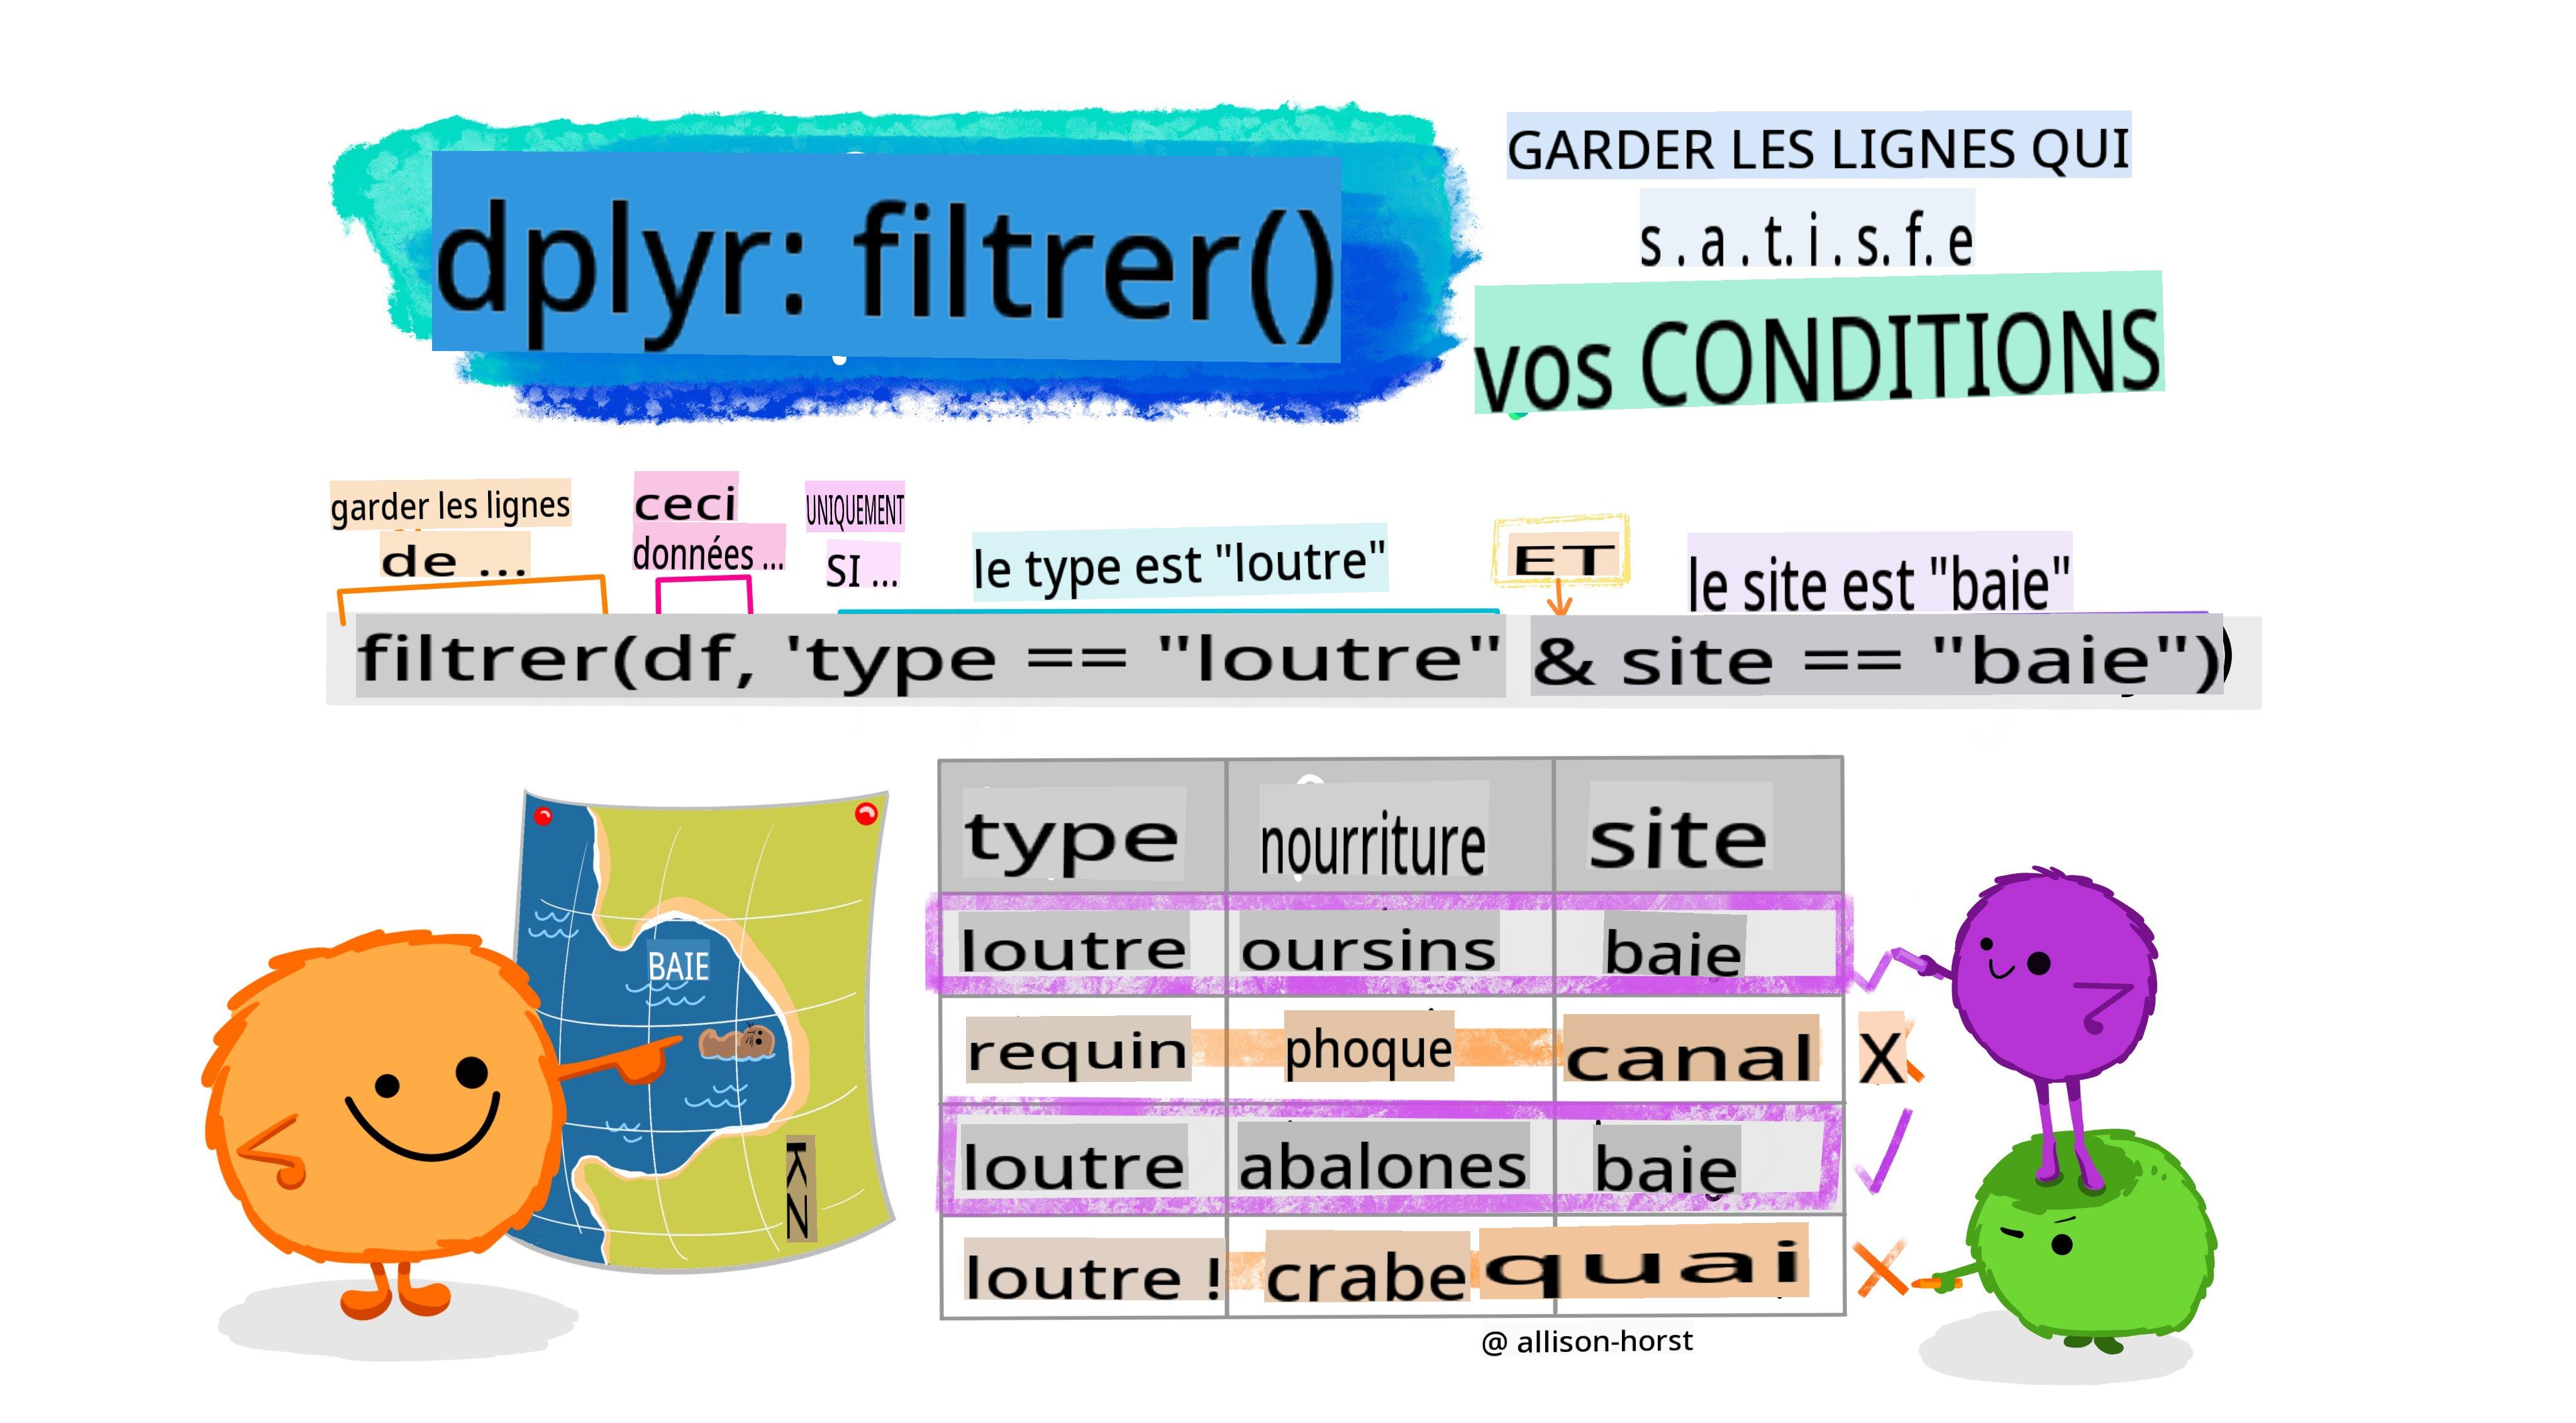 dplyr: filtrer()
GARDER LES LIGNES QUI
s . a . t. i . s. f. e
vos CONDITIONS
garder les lignes
de ...
ceci
données ...
UNIQUEMENT
SI ...
le type est "loutre"
ET
le site est "baie"
filtrer(df, 'type == "loutre" & site == "baie")
BAIE
KZ
type nourriture site
loutre oursins baie
requin phoque canal X
loutre abalones baie
loutre ! crabe quai
@ allison-horst